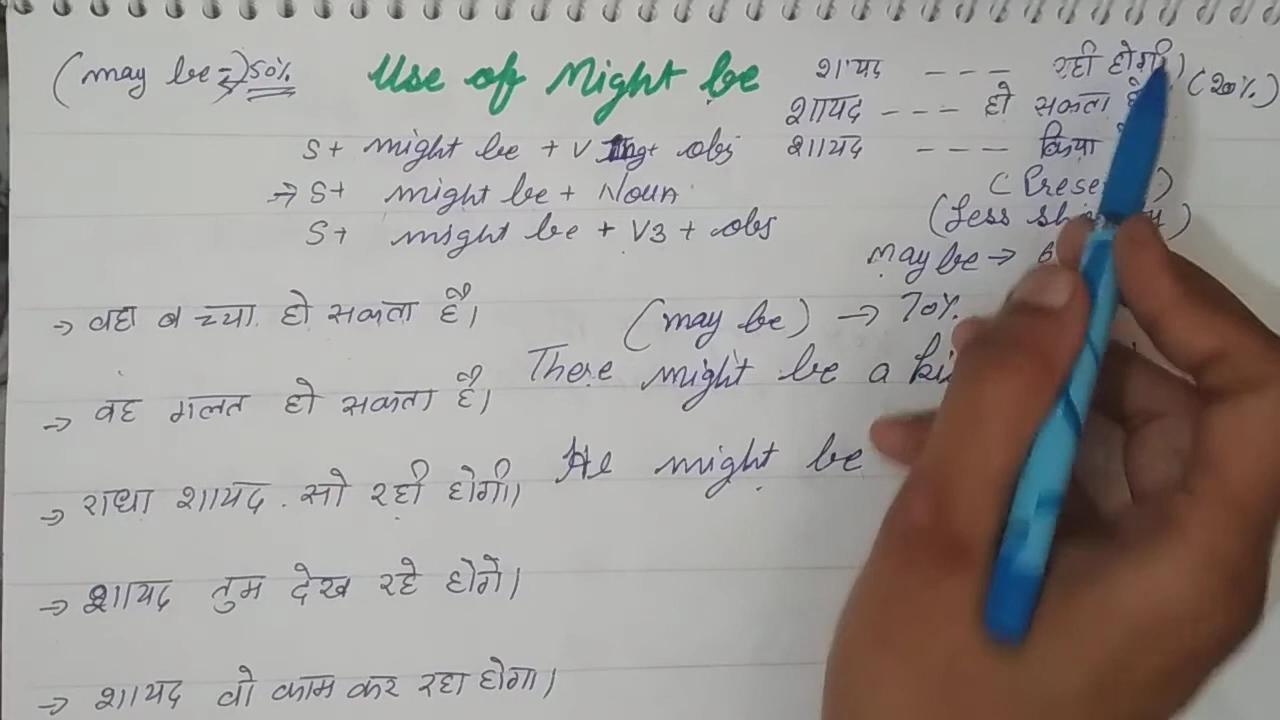 (may be ⇒) 50% Use of Might be शायद --- रही होगी) (20%)
शायद --- हो सकता
S+ might be + V Ing+ obj शायद --- किया
→ S+ might be + Noun
S+ might be + V3 + obj (Less
may be →
→ वहा बच्चा हो सकता है। (may be) → 70%
There might be a
→ वह गलत हो सकता है।
He might be
→ राधा शायद सो रही होगी।
→ शायद तुम देख रहे होगें।
→ शायद वो काम कर रहा होगा।